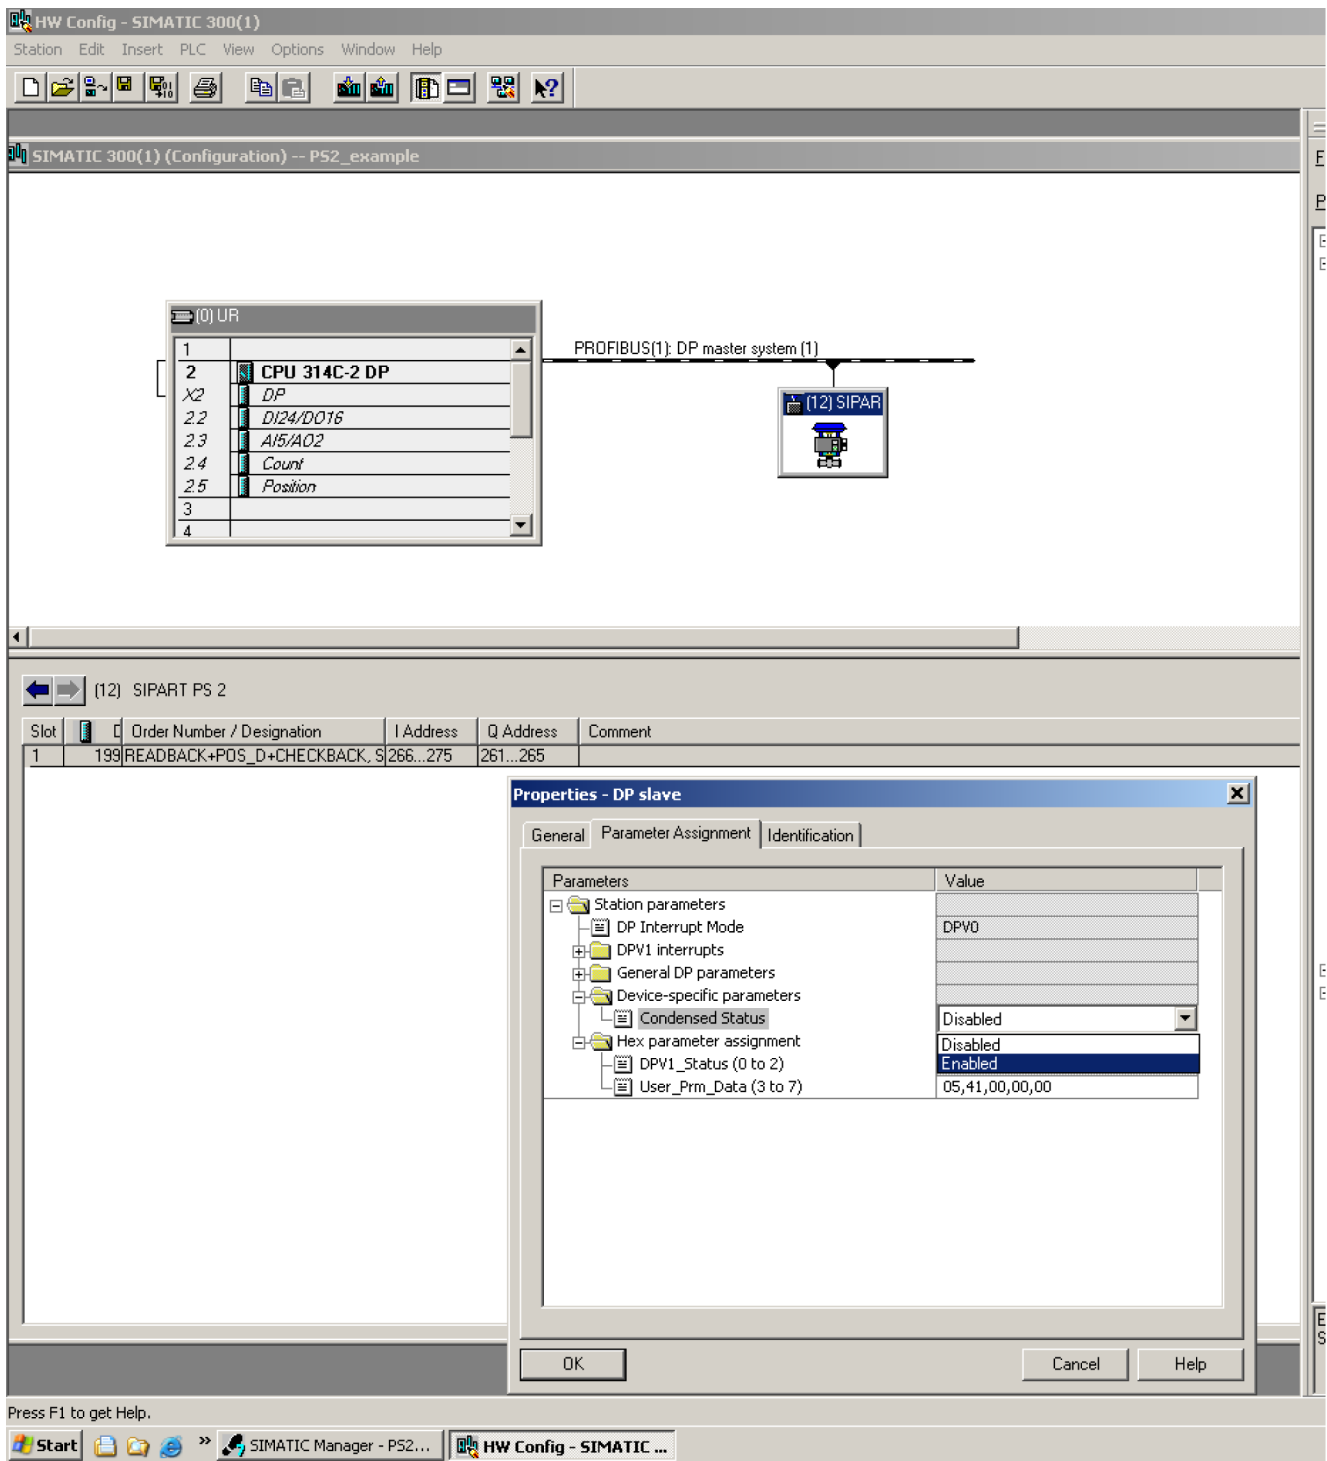 HW Config - SIMATIC 300(1)
Station Edit Insert PLC View Options Window Help
SIMATIC 300(1) (Configuration) -- PS2_example
(0) UR
1
2 CPU 314C-2 DP
X2 DP
2.2 DI24/DO16
2.3 AI5/AO2
2.4 Count
2.5 Position
3
4
PROFIBUS(1): DP master system (1)
(12) SIPAR
(12) SIPART PS 2
Slot D Order Number / Designation I Address Q Address Comment
1 199 READBACK+POS_D+CHECKBACK, S 266...275 261...265
Properties - DP slave
General Parameter Assignment Identification
Parameters Value
Station parameters
DP Interrupt Mode DPV0
DPV1 interrupts
General DP parameters
Device-specific parameters
Condensed Status Disabled
Hex parameter assignment Disabled
DPV1_Status (0 to 2) Enabled
User_Prm_Data (3 to 7) 05,41,00,00,00
OK Cancel Help
Press F1 to get Help.
Start » SIMATIC Manager - PS2... HW Config - SIMATIC ...